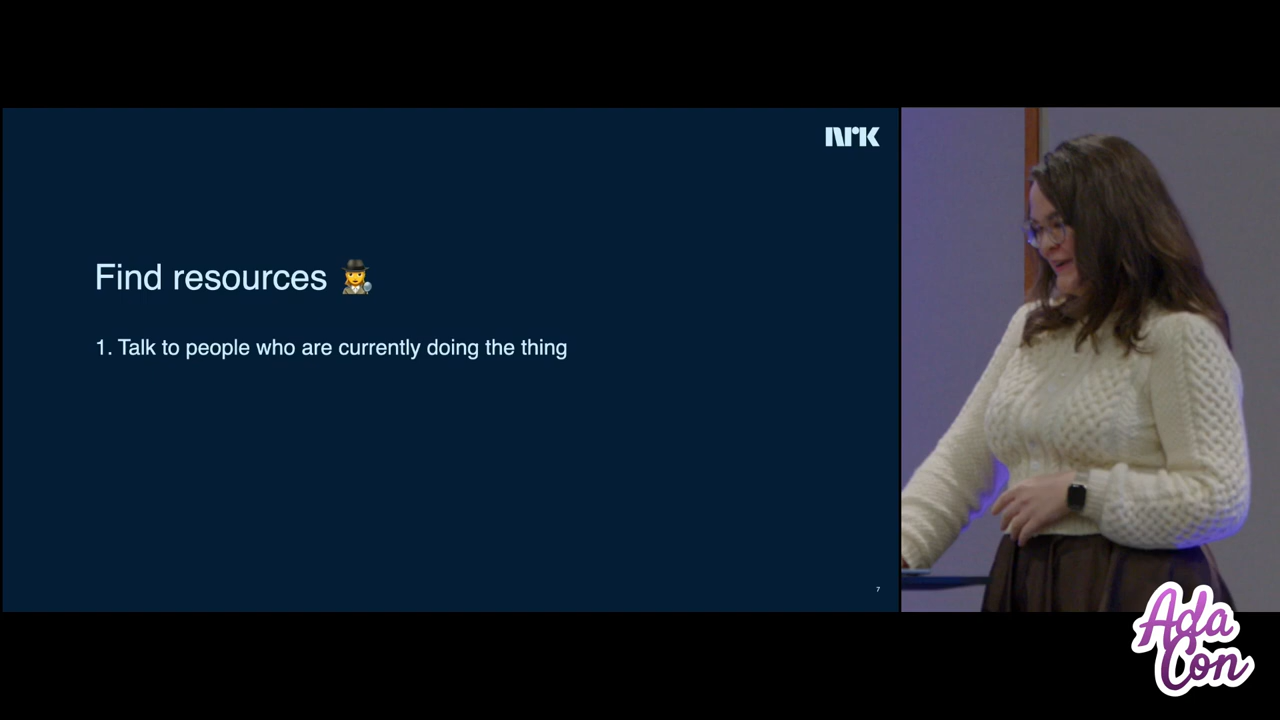 NRK
Find resources 🕵️‍♀️
1. Talk to people who are currently doing the thing
7
Ada
Con